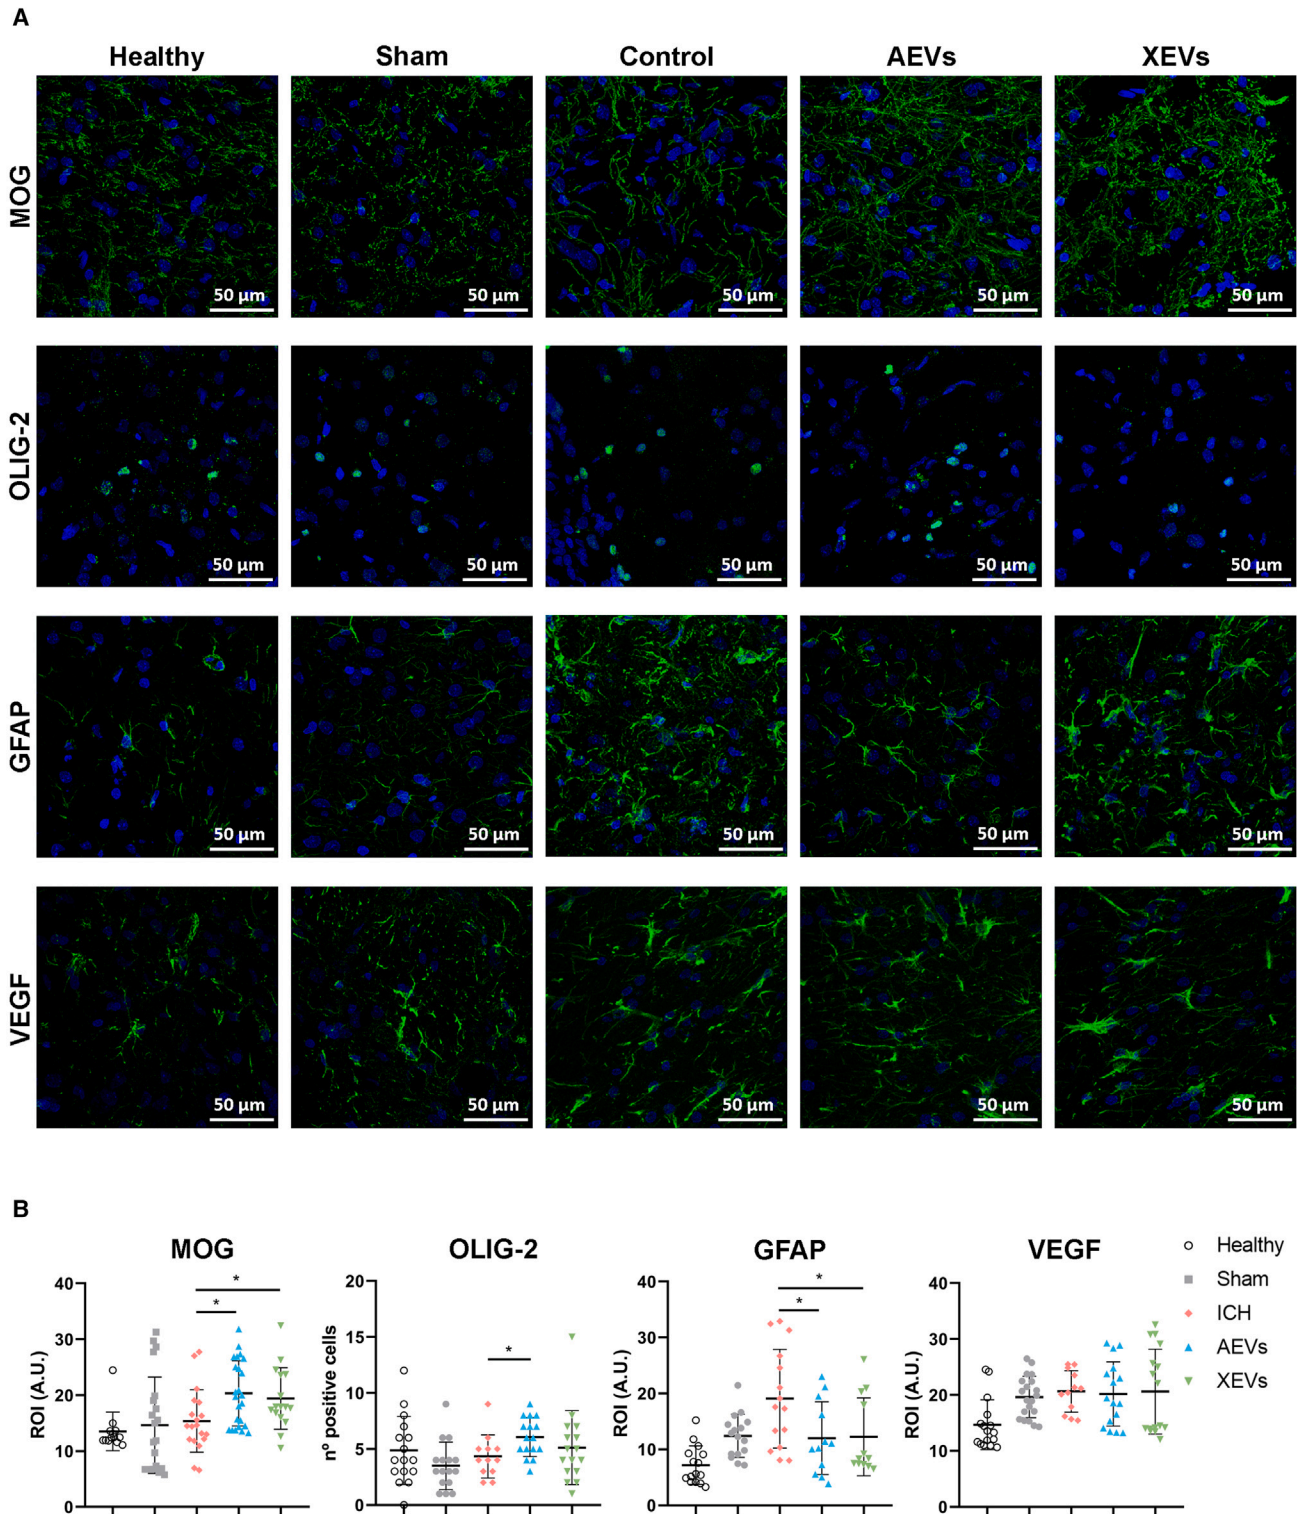 A
Healthy Sham Control AEVs XEVs
MOG
50 µm 50 µm 50 µm 50 µm 50 µm
OLIG-2
50 µm 50 µm 50 µm 50 µm 50 µm
GFAP
50 µm 50 µm 50 µm 50 µm 50 µm
VEGF
50 µm 50 µm 50 µm 50 µm 50 µm
B
MOG
ROI (A.U.)
40
30
20
10
0
*
*
OLIG-2
nº positive cells
20
15
10
5
0
*
GFAP
ROI (A.U.)
40
30
20
10
0
*
*
VEGF
ROI (A.U.)
40
30
20
10
0
Healthy
Sham
ICH
AEVs
XEVs